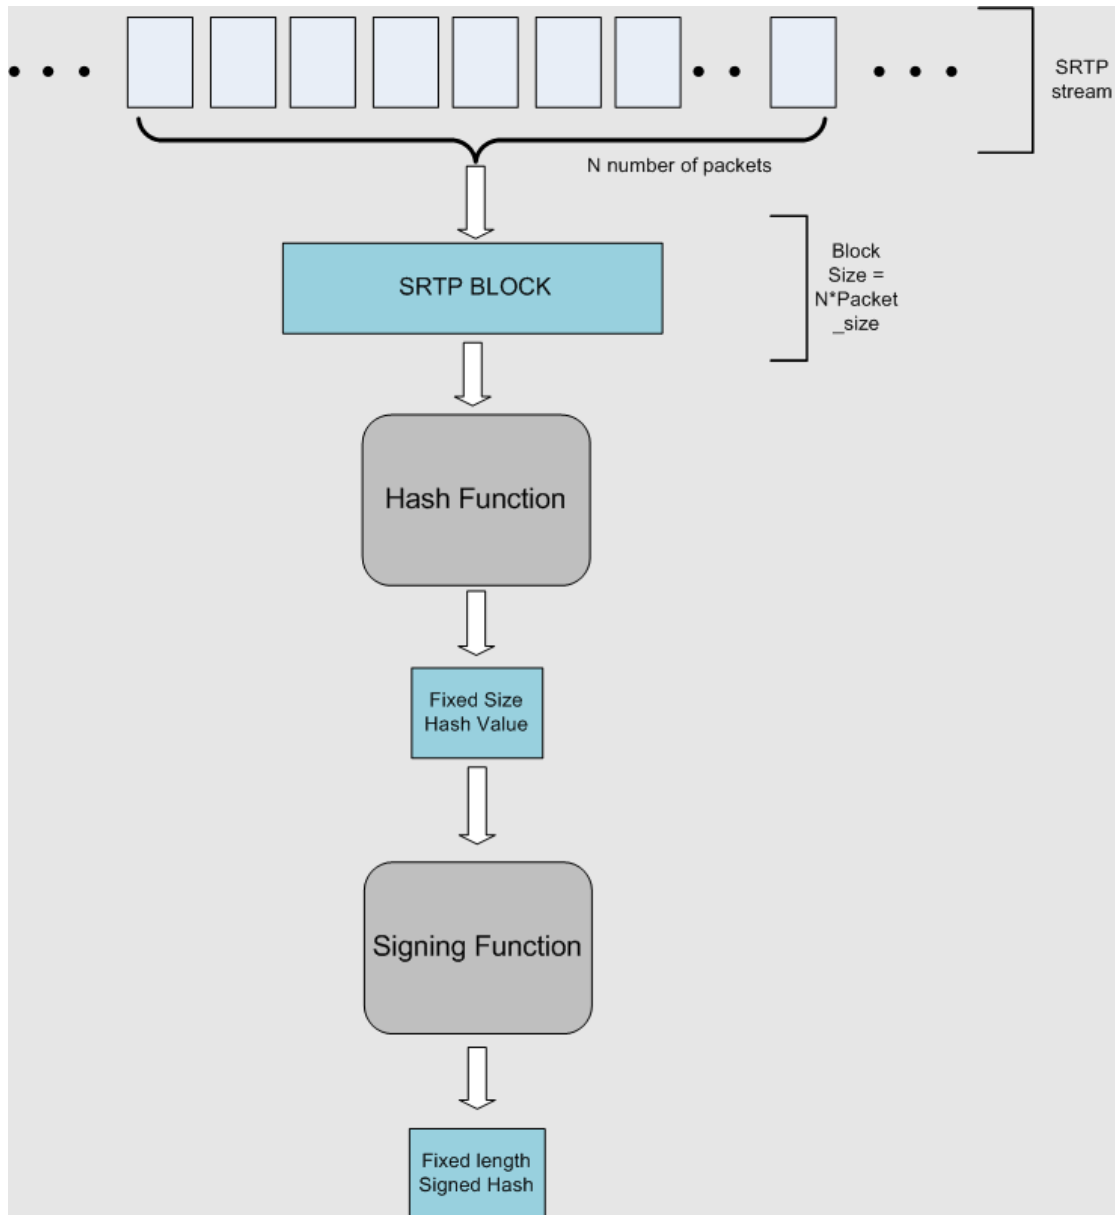 SRTP
stream
N number of packets
SRTP BLOCK
Block
Size =
N*Packet
_size
Hash Function
Fixed Size
Hash Value
Signing Function
Fixed length
Signed Hash